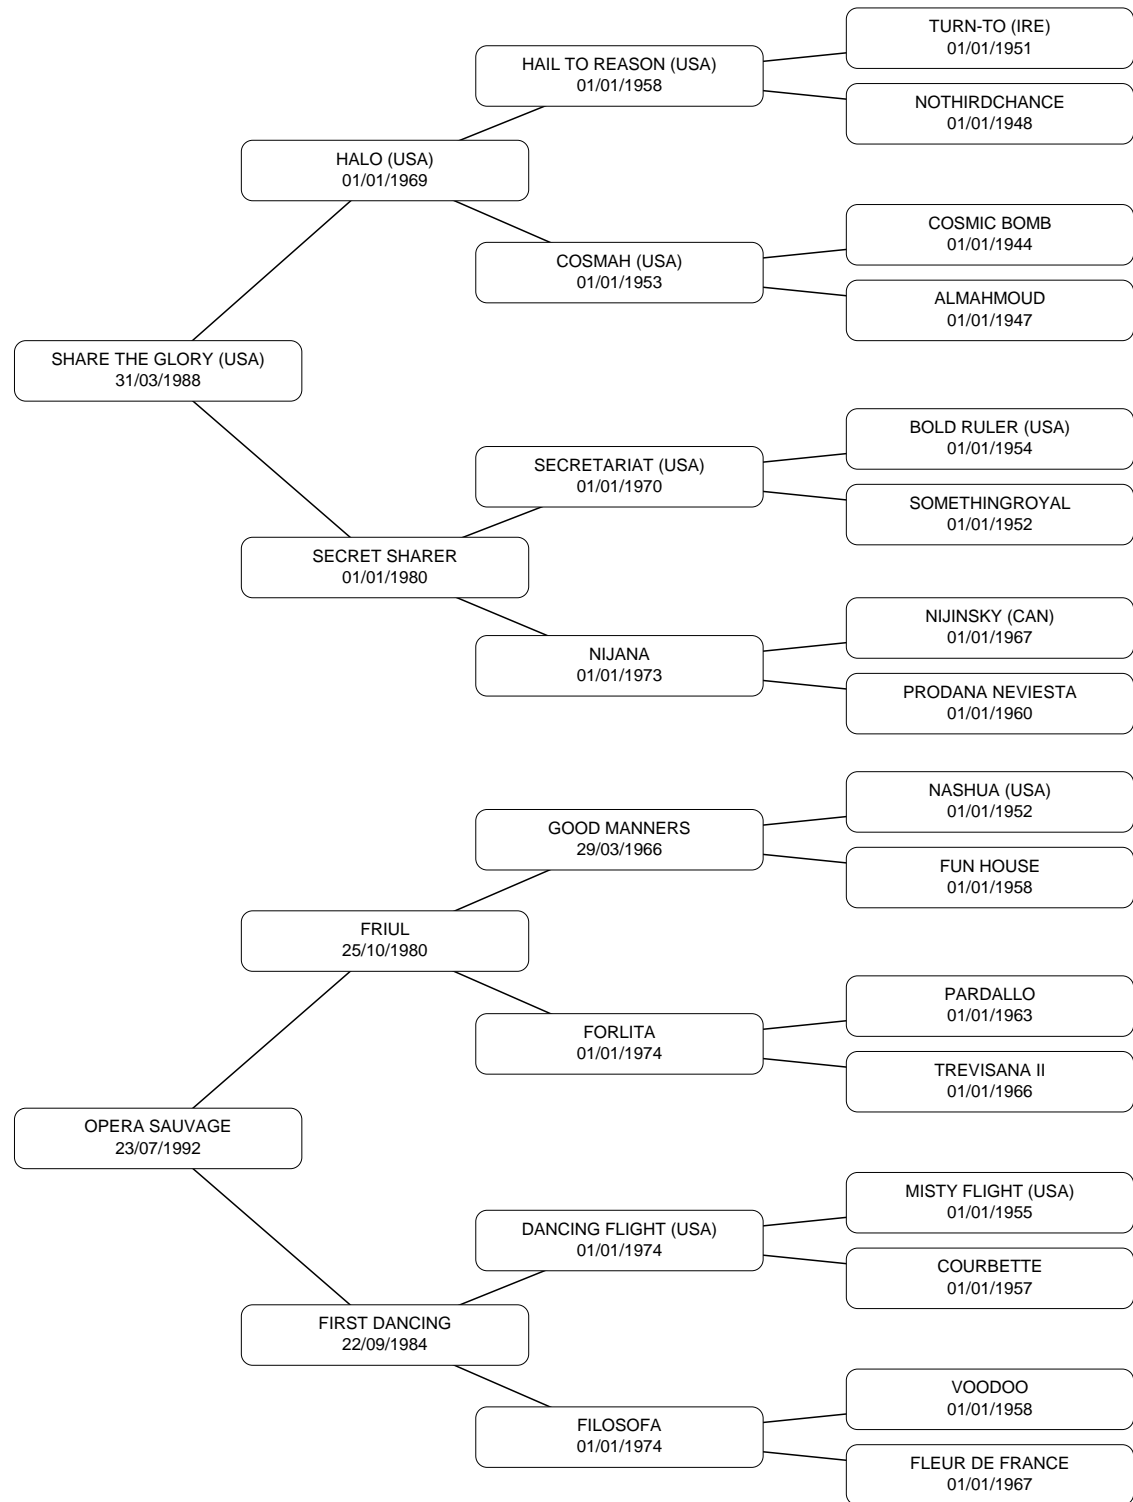 TURN-TO (IRE)
01/01/1951
HAIL TO REASON (USA)
01/01/1958
NOTHIRDCHANCE
01/01/1948
HALO (USA)
01/01/1969
COSMIC BOMB
01/01/1944
COSMAH (USA)
01/01/1953
ALMAHMOUD
01/01/1947
SHARE THE GLORY (USA)
31/03/1988
BOLD RULER (USA)
01/01/1954
SECRETARIAT (USA)
01/01/1970
SOMETHINGROYAL
01/01/1952
SECRET SHARER
01/01/1980
NIJINSKY (CAN)
01/01/1967
NIJANA
01/01/1973
PRODANA NEVIESTA
01/01/1960
NASHUA (USA)
01/01/1952
GOOD MANNERS
29/03/1966
FUN HOUSE
01/01/1958
FRIUL
25/10/1980
PARDALLO
01/01/1963
FORLITA
01/01/1974
TREVISANA II
01/01/1966
OPERA SAUVAGE
23/07/1992
MISTY FLIGHT (USA)
01/01/1955
DANCING FLIGHT (USA)
01/01/1974
COURBETTE
01/01/1957
FIRST DANCING
22/09/1984
VOODOO
01/01/1958
FILOSOFA
01/01/1974
FLEUR DE FRANCE
01/01/1967